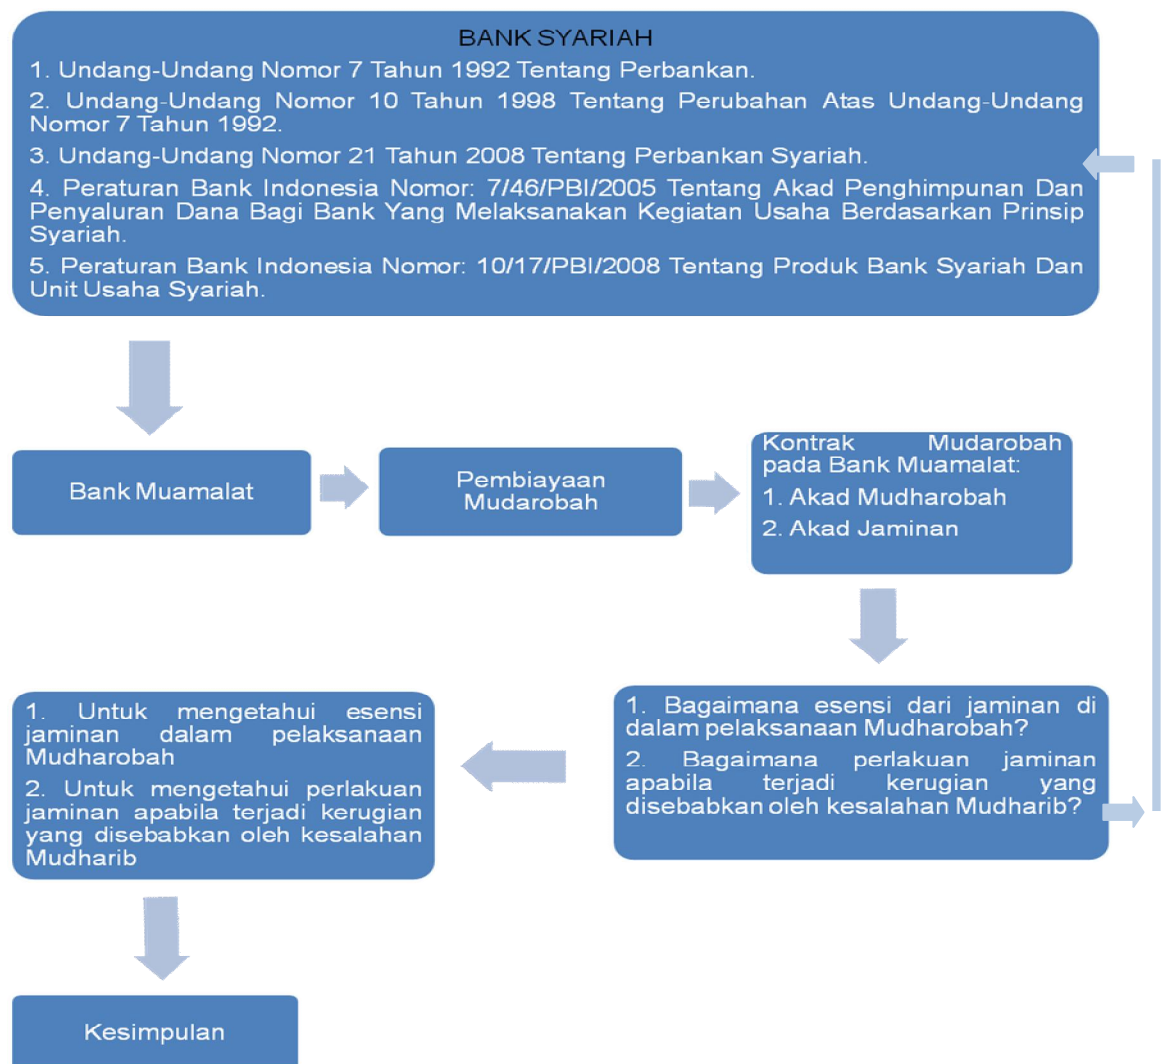 BANK SYARIAH
1. Undang-Undang Nomor 7 Tahun 1992 Tentang Perbankan.
2. Undang-Undang Nomor 10 Tahun 1998 Tentang Perubahan Atas Undang-Undang
Nomor 7 Tahun 1992.
3. Undang-Undang Nomor 21 Tahun 2008 Tentang Perbankan Syariah.
4. Peraturan Bank Indonesia Nomor: 7/46/PBI/2005 Tentang Akad Penghimpunan Dan
Penyaluran Dana Bagi Bank Yang Melaksanakan Kegiatan Usaha Berdasarkan Prinsip
Syariah.
5. Peraturan Bank Indonesia Nomor: 10/17/PBI/2008 Tentang Produk Bank Syariah Dan
Unit Usaha Syariah.
Bank Muamalat
Pembiayaan
Mudarobah
Kontrak Mudarobah
pada Bank Muamalat:
1. Akad Mudharobah
2. Akad Jaminan
1. Bagaimana esensi dari jaminan di
dalam pelaksanaan Mudharobah?
2. Bagaimana perlakuan jaminan
apabila terjadi kerugian yang
disebabkan oleh kesalahan Mudharib?
1. Untuk mengetahui esensi
jaminan dalam pelaksanaan
Mudharobah
2. Untuk mengetahui perlakuan
jaminan apabila terjadi kerugian
yang disebabkan oleh kesalahan
Mudharib
Kesimpulan